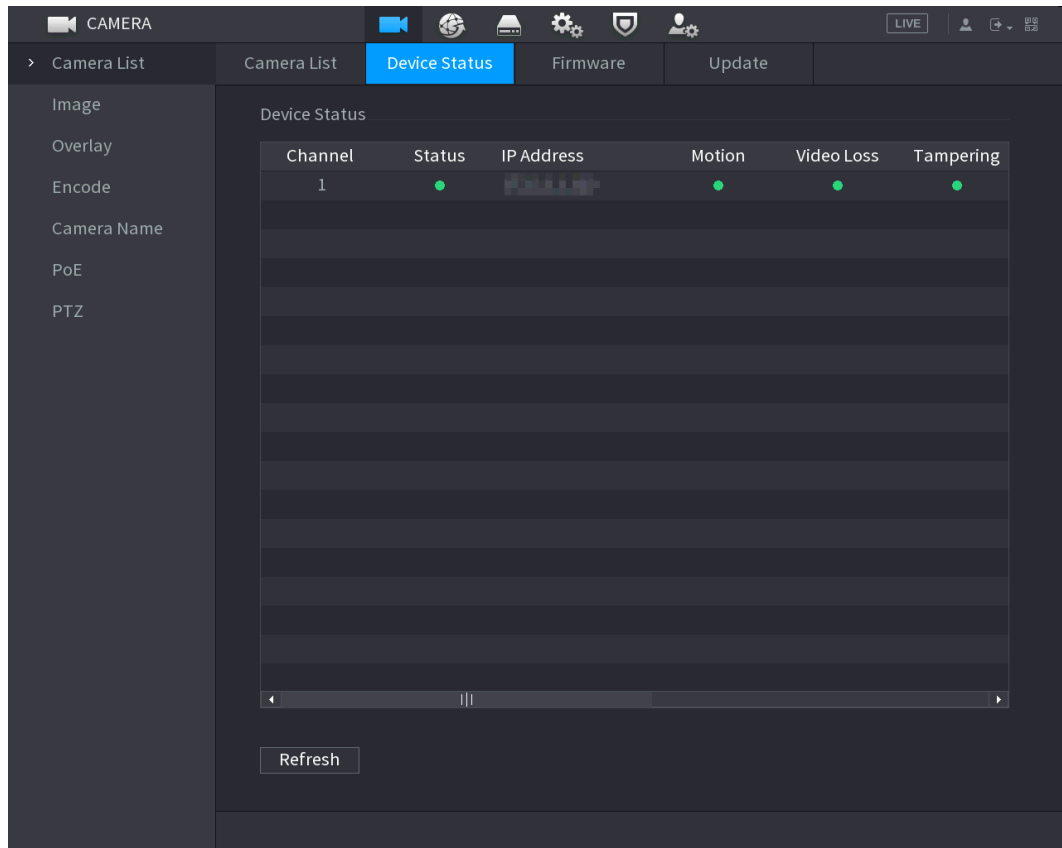 CAMERA LIVE
Camera List Camera List Device Status Firmware Update
Image
Overlay
Encode
Camera Name
PoE
PTZ
Device Status
Channel Status IP Address Motion Video Loss Tampering
1
Refresh